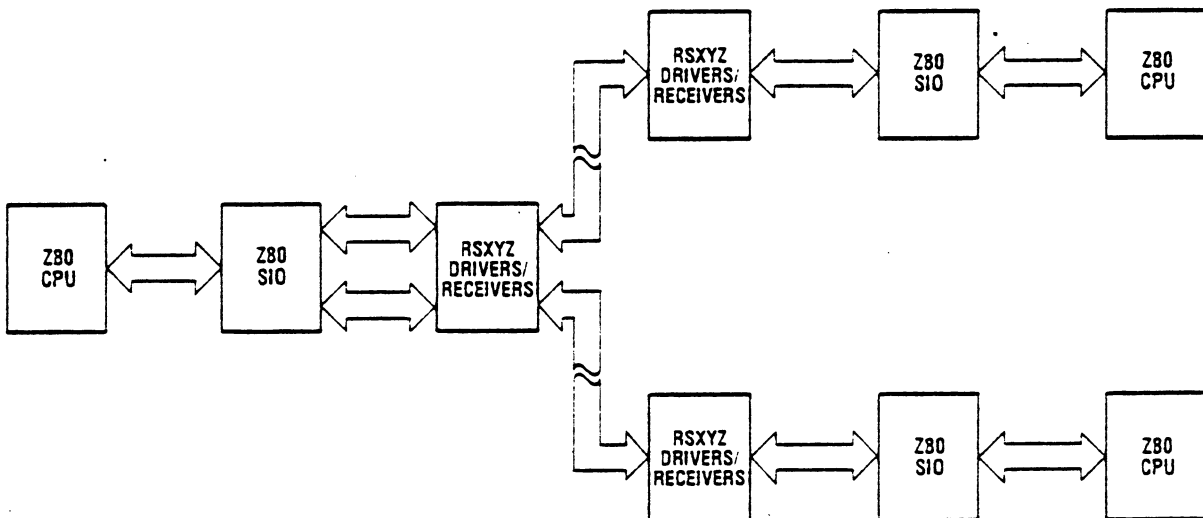 RSXYZ
DRIVERS/
RECEIVERS
Z80
SIO
Z80
CPU
Z80
CPU
Z80
SIO
RSXYZ
DRIVERS/
RECEIVERS
RSXYZ
DRIVERS/
RECEIVERS
Z80
SIO
Z80
CPU